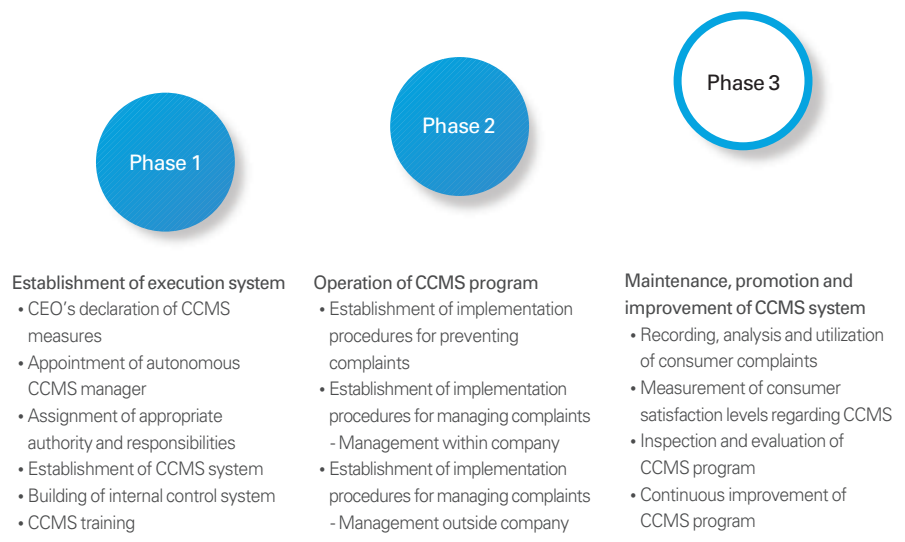 Phase 1
Phase 2
Phase 3
Establishment of execution system
• CEO's declaration of CCMS
measures
• Appointment of autonomous
CCMS manager
• Assignment of appropriate
authority and responsibilities
• Establishment of CCMS system
• Building of internal control system
• CCMS training
Operation of CCMS program
• Establishment of implementation
procedures for preventing
complaints
• Establishment of implementation
procedures for managing complaints
- Management within company
• Establishment of implementation
procedures for managing complaints
- Management outside company
Maintenance, promotion and
improvement of CCMS system
• Recording, analysis and utilization
of consumer complaints
• Measurement of consumer
satisfaction levels regarding CCMS
• Inspection and evaluation of
CCMS program
• Continuous improvement of
CCMS program